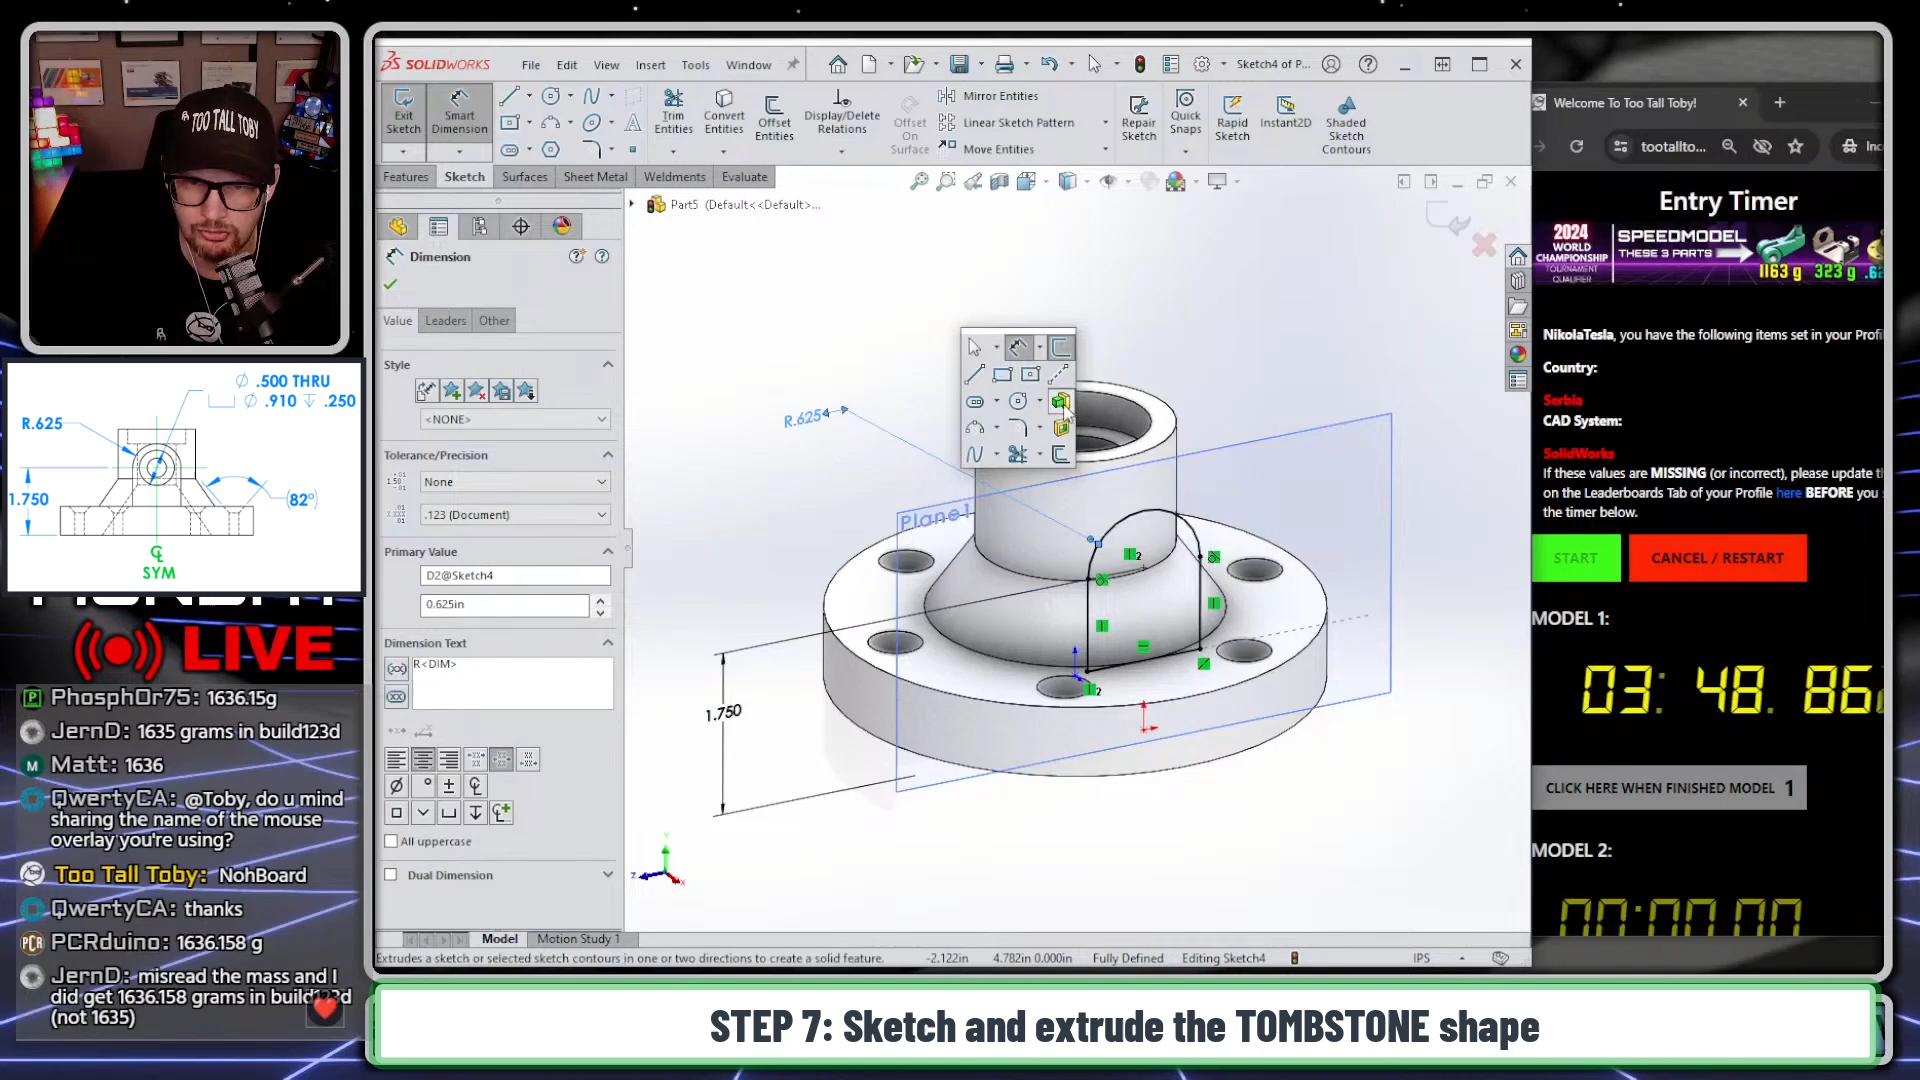 TOO TALL TOBY
Ø .500 THRU
Ø .910 ↧ .250
R.625
1.750
(82°)
SYM
LIVE
PhosphOr75: 1636.15g
JernD: 1635 grams in build123d
Matt: 1636
QwertyCA: @Toby, do u mind
sharing the name of the mouse
overlay you're using?
Too Tall Toby: NohBoard
QwertyCA: thanks
PCRduino: 1636.158 g
JernD: misread the mass and I
did get 1636.158 grams in build123d
(not 1635)
SOLIDWORKS
File Edit View Insert Tools Window
Sketch4 of P...
Exit Sketch
Smart Dimension
Trim Entities
Convert Entities
Offset Entities
Display/Delete Relations
Offset On Surface
Mirror Entities
Linear Sketch Pattern
Move Entities
Repair Sketch
Quick Snaps
Rapid Sketch
Instant2D
Shaded Sketch Contours
Features Sketch Surfaces Sheet Metal Weldments Evaluate
Part5 (Default<<Default>...
Dimension
Value Leaders Other
Style
<NONE>
Tolerance/Precision
None
.123 (Document)
Primary Value
D2@Sketch4
0.625in
Dimension Text
R<DIM>
All uppercase
Dual Dimension
R.625
Plane1
1.750
Model Motion Study 1
Extrudes a sketch or selected sketch contours in one or two directions to create a solid feature.
-2.122in 4.782in 0.000in Fully Defined Editing Sketch4 IPS
Welcome To Too Tall Toby!
tootallto...
Entry Timer
2024
WORLD
CHAMPIONSHIP
TOURNAMENT
QUALIFIER
SPEEDMODEL
THESE 3 PARTS
1163 g 323 g
NikolaTesla, you have the following items set in your Profi
Country:
Serbia
CAD System:
SolidWorks
If these values are MISSING (or incorrect), please update t
on the Leaderboards Tab of your Profile here BEFORE you
the timer below.
START
CANCEL / RESTART
MODEL 1:
03: 48. 86
CLICK HERE WHEN FINISHED MODEL 1
MODEL 2:
00:00.00
STEP 7: Sketch and extrude the TOMBSTONE shape